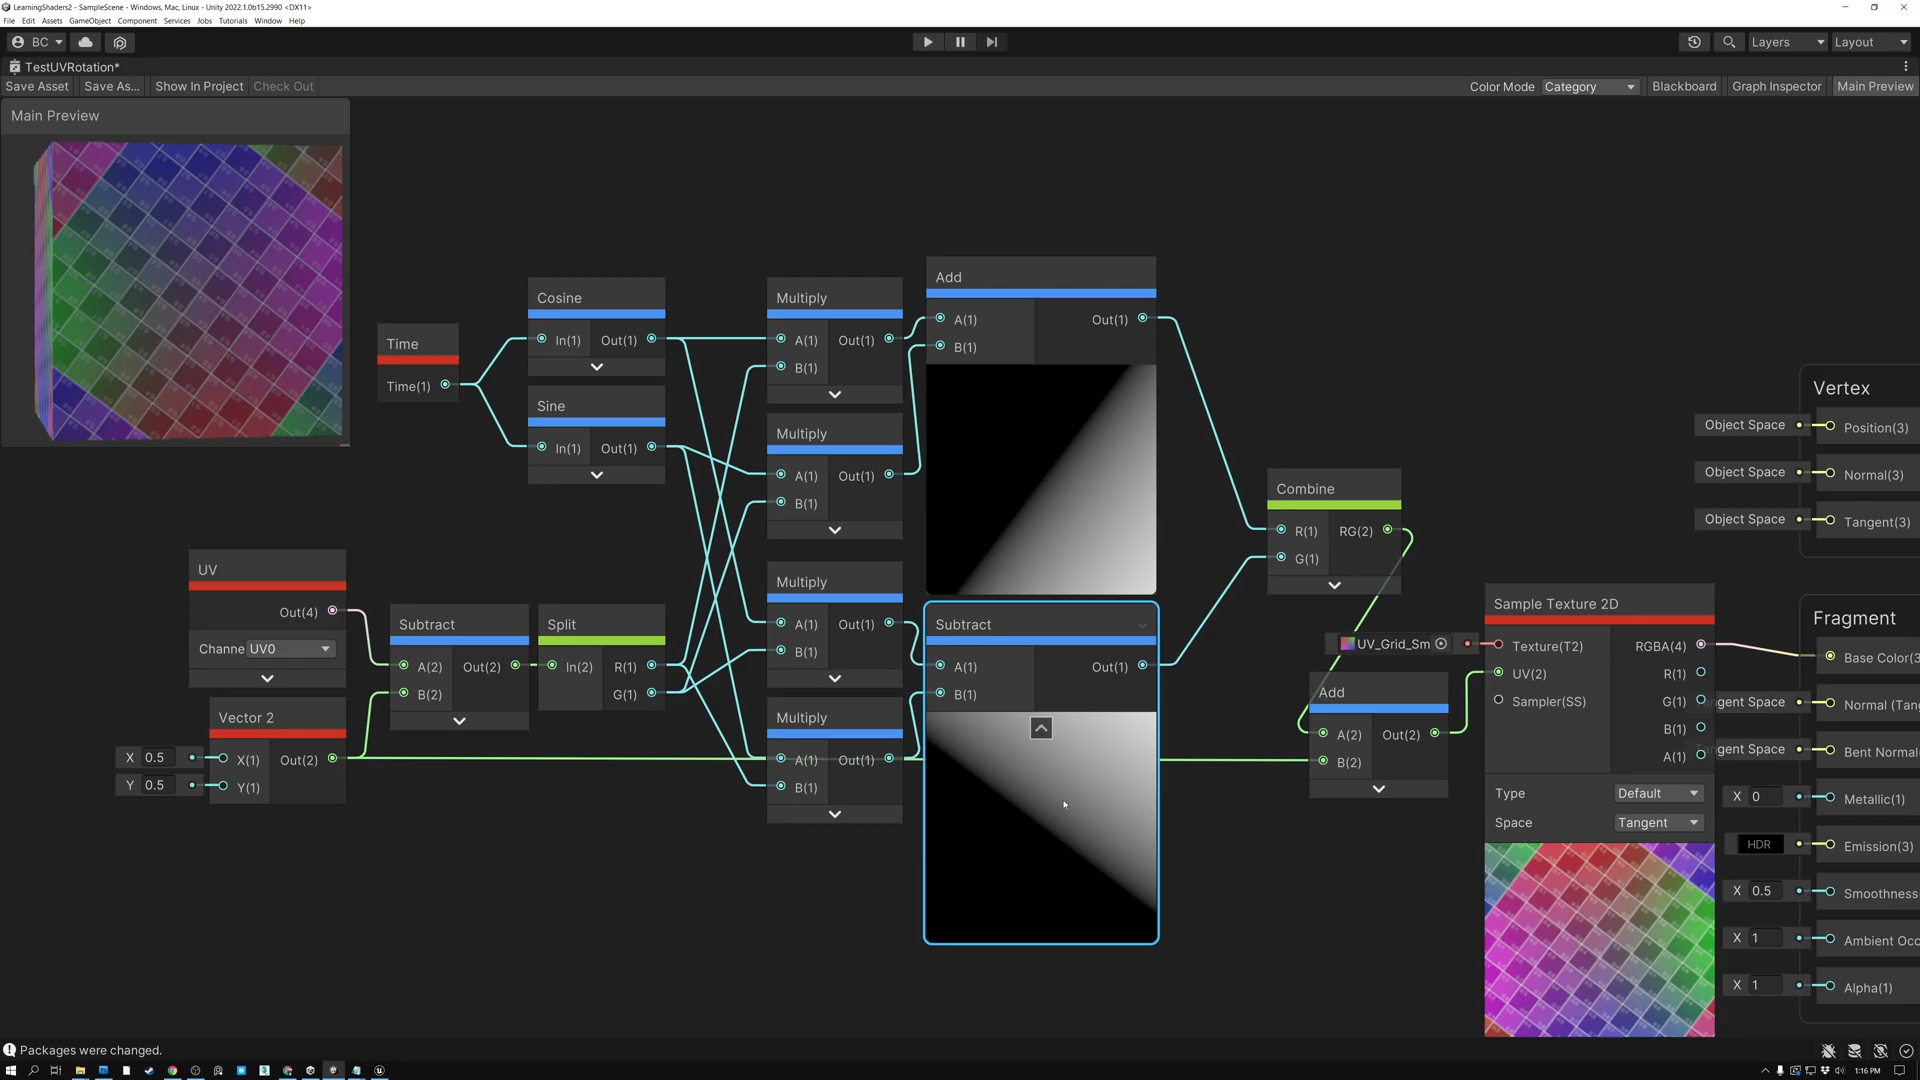 LearningShaders2 - SampleScene - Windows, Mac, Linux - Unity 2022.1.0b15.2990 <DX11>
File Edit Assets GameObject Component Services Jobs Tutorials Window Help
BC
Layers
Layout
TestUVRotation*
Save Asset
Save As...
Show In Project
Check Out
Color Mode
Category
Blackboard
Graph Inspector
Main Preview
Main Preview
Time
Time(1)
Cosine
In(1)
Out(1)
Sine
In(1)
Out(1)
Multiply
A(1)
Out(1)
B(1)
Multiply
A(1)
Out(1)
B(1)
Multiply
A(1)
Out(1)
B(1)
Multiply
A(1)
Out(1)
B(1)
Add
A(1)
Out(1)
B(1)
UV
Out(4)
Channe
UV0
Vector 2
X 0.5
X(1)
Out(2)
Y 0.5
Y(1)
Subtract
A(2)
Out(2)
B(2)
Split
In(2)
R(1)
G(1)
Subtract
A(1)
Out(1)
B(1)
Combine
R(1)
RG(2)
G(1)
Add
A(2)
Out(2)
B(2)
UV_Grid_Sm
Sample Texture 2D
Texture(T2)
RGBA(4)
UV(2)
R(1)
Sampler(SS)
G(1)
B(1)
A(1)
Type
Default
Space
Tangent
Vertex
Object Space
Position(3)
Object Space
Normal(3)
Object Space
Tangent(3)
Fragment
Base Color(3
ngent Space
Normal (Tan
ngent Space
Bent Normal
X 0
Metallic(1)
HDR
Emission(3)
X 0.5
Smoothness
X 1
Ambient Occ
X 1
Alpha(1)
Packages were changed.
1:16 PM